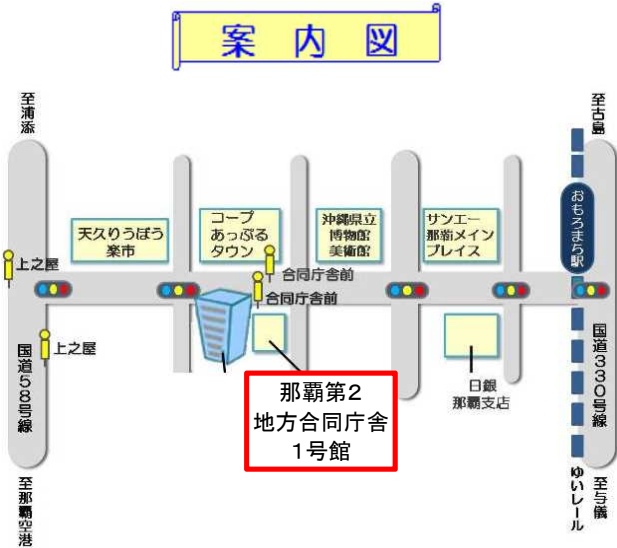 案内図
至浦添
至古島
おもろまち駅
天久りうぼう
楽市
コープ
あっぷる
タウン
沖縄県立
博物館
美術館
サンエー
那覇メイン
プレイス
上之屋
合同庁舎前
合同庁舎前
上之屋
国道58号線
国道330号線
那覇第2
地方合同庁舎
1号館
日銀
那覇支店
至那覇空港
ゆいレール
至与儀